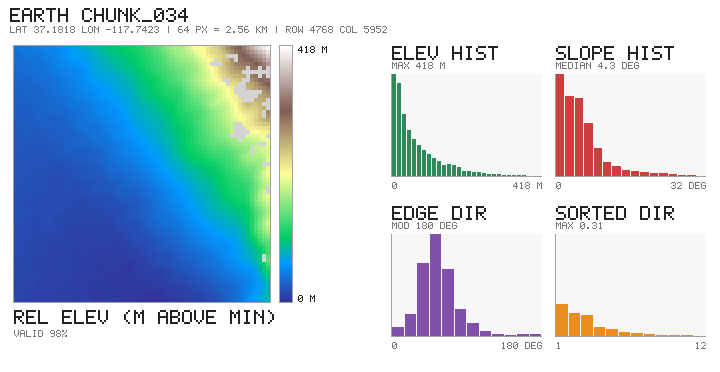 EARTH CHUNK_034
LAT 37.1818 LON -117.7423 | 64 PX = 2.56 KM | ROW 4768 COL 5952
418 M
0 M
REL ELEV (M ABOVE MIN)
VALID 98%
ELEV HIST
MAX 418 M
0 418 M
SLOPE HIST
MEDIAN 4.3 DEG
0 32 DEG
EDGE DIR
MOD 180 DEG
0 180 DEG
SORTED DIR
MAX 0.31
1 12